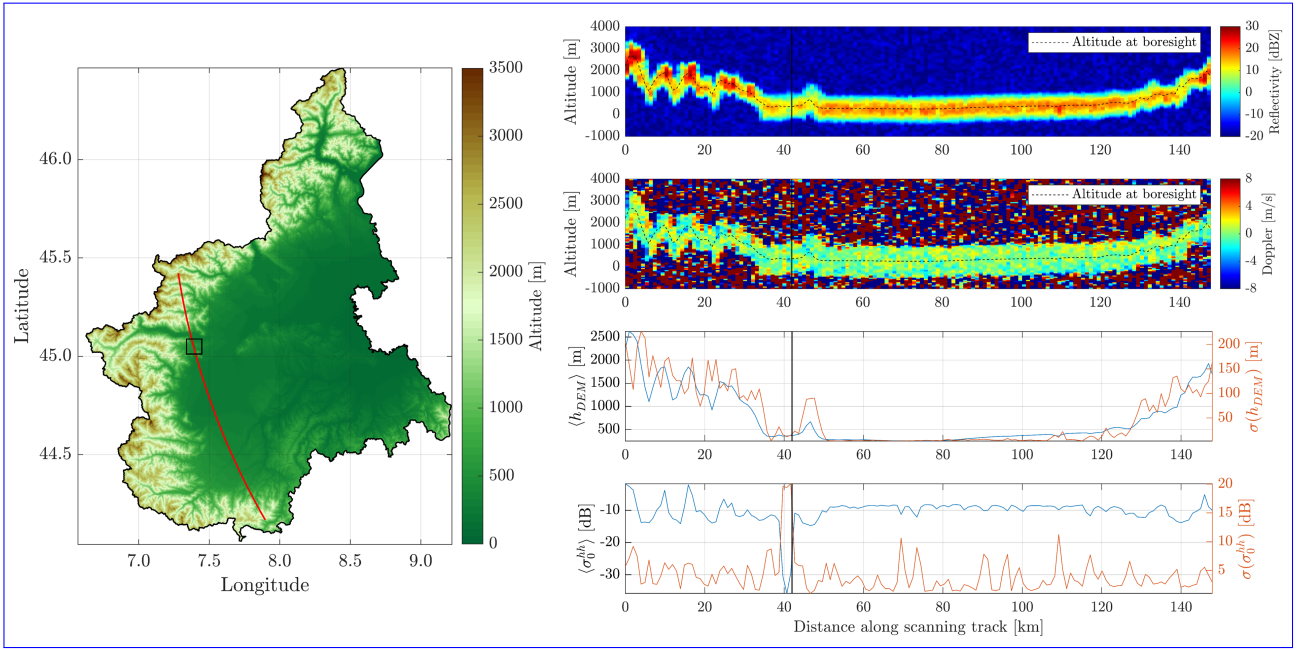 46.0
45.5
45.0
44.5
Latitude
7.0 7.5 8.0 8.5 9.0
Longitude
3500
3000
2500
2000
1500
1000
500
0
Altitude [m]
4000
3000
2000
1000
0
-1000
Altitude [m]
Altitude at boresight
0 20 40 60 80 100 120 140
30
20
10
0
-10
-20
Reflectivity [dBZ]
4000
3000
2000
1000
0
-1000
Altitude [m]
Altitude at boresight
0 20 40 60 80 100 120 140
8
4
0
-4
-8
Doppler [m/s]
2500
2000
1500
1000
500
⟨h_{DEM}⟩ [m]
0 20 40 60 80 100 120 140
200
150
100
50
σ(h_{DEM}) [m]
-10
-20
-30
⟨σ_0^{hh}⟩ [dB]
0 20 40 60 80 100 120 140
Distance along scanning track [km]
20
15
10
5
σ(σ_0^{hh}) [dB]